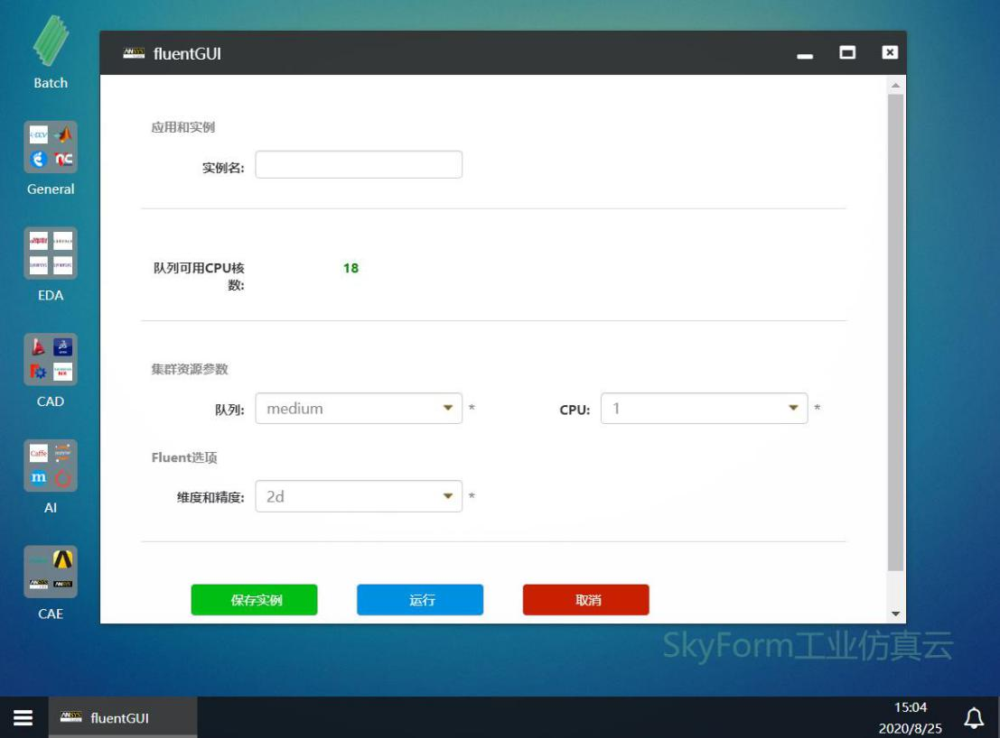 Batch
General
EDA
CAD
AI
CAE
fluentGUI
应用和实例
实例名:
队列可用CPU核
数:
18
集群资源参数
队列: medium *
CPU: 1 *
Fluent选项
维度和精度: 2d *
保存实例
运行
取消
SkyForm工业仿真云
fluentGUI
15:04
2020/8/25